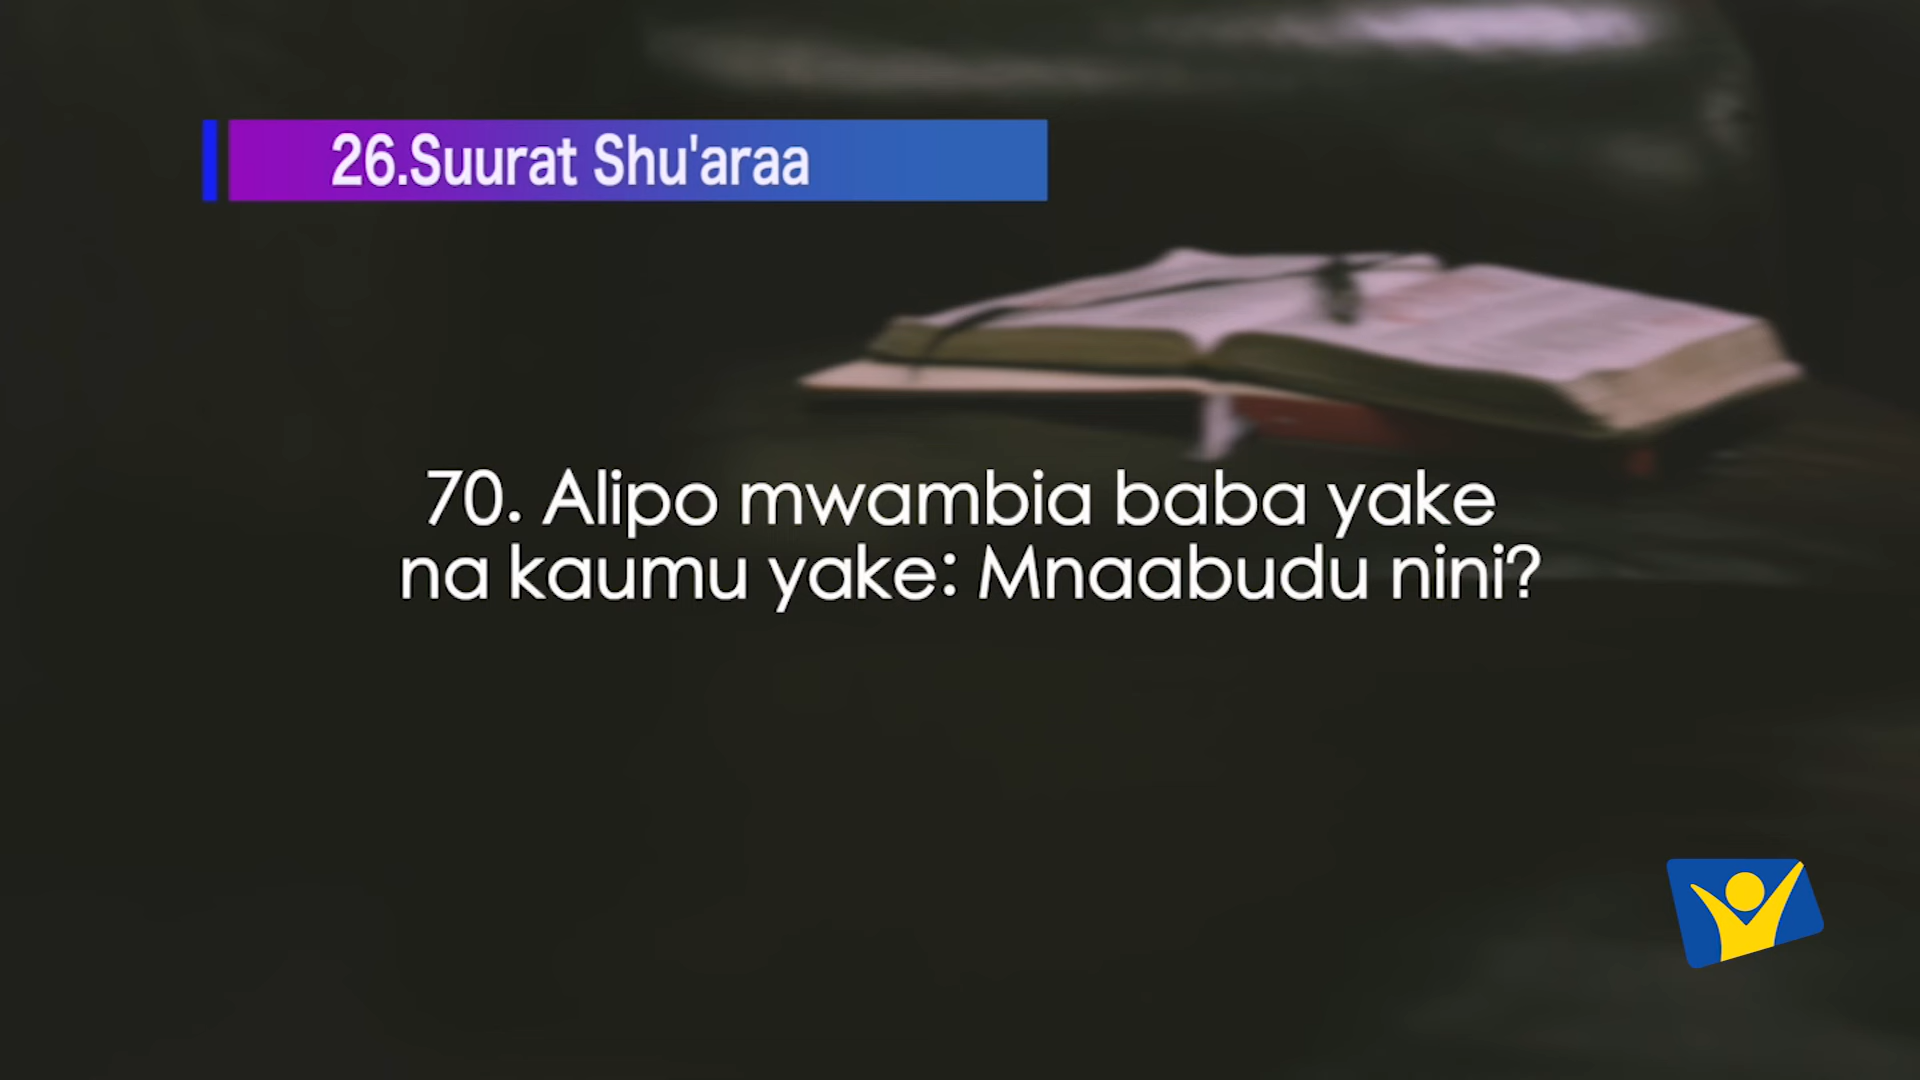 26.Suurat Shu'araa
70. Alipo mwambia baba yake
na kaumu yake: Mnaabudu nini?